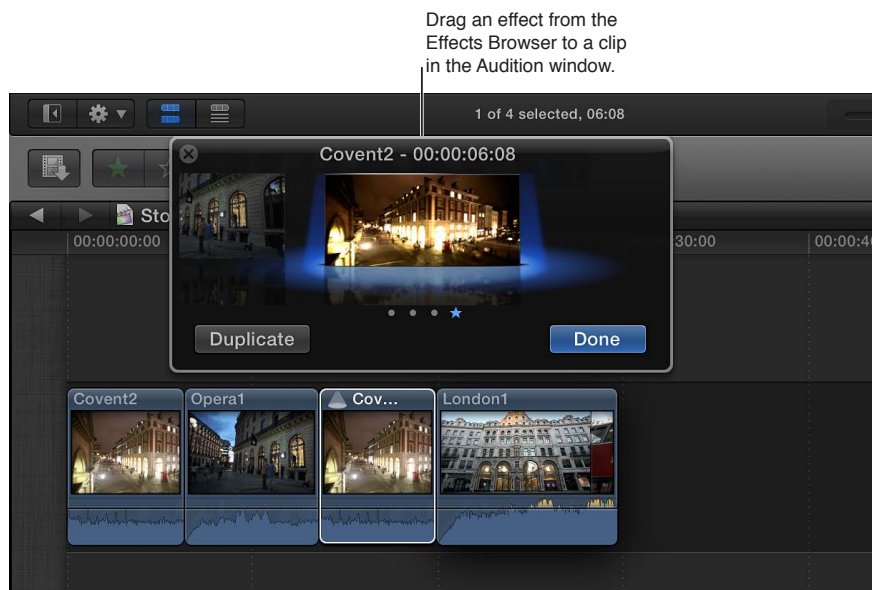 Drag an effect from the
Effects Browser to a clip
in the Audition window.
1 of 4 selected, 06:08
Covent2 - 00:00:06:08
Sto
00:00:00:00
30:00
00:00:4
Duplicate
Done
Covent2
Opera1
Cov...
London1